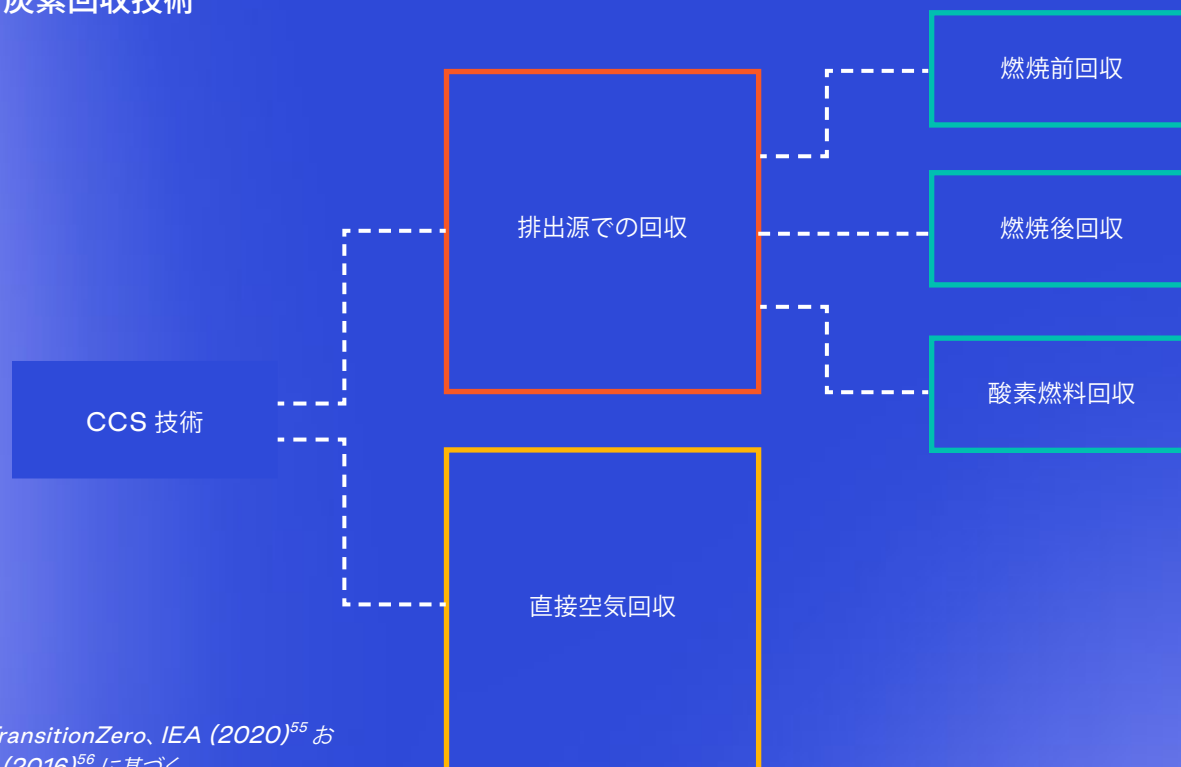 炭素回収技術
燃焼前回収
排出源での回収
燃焼後回収
酸素燃料回収
CCS 技術
直接空気回収
TransitionZero、IEA (2020)55 お
(2016)56 に基づく